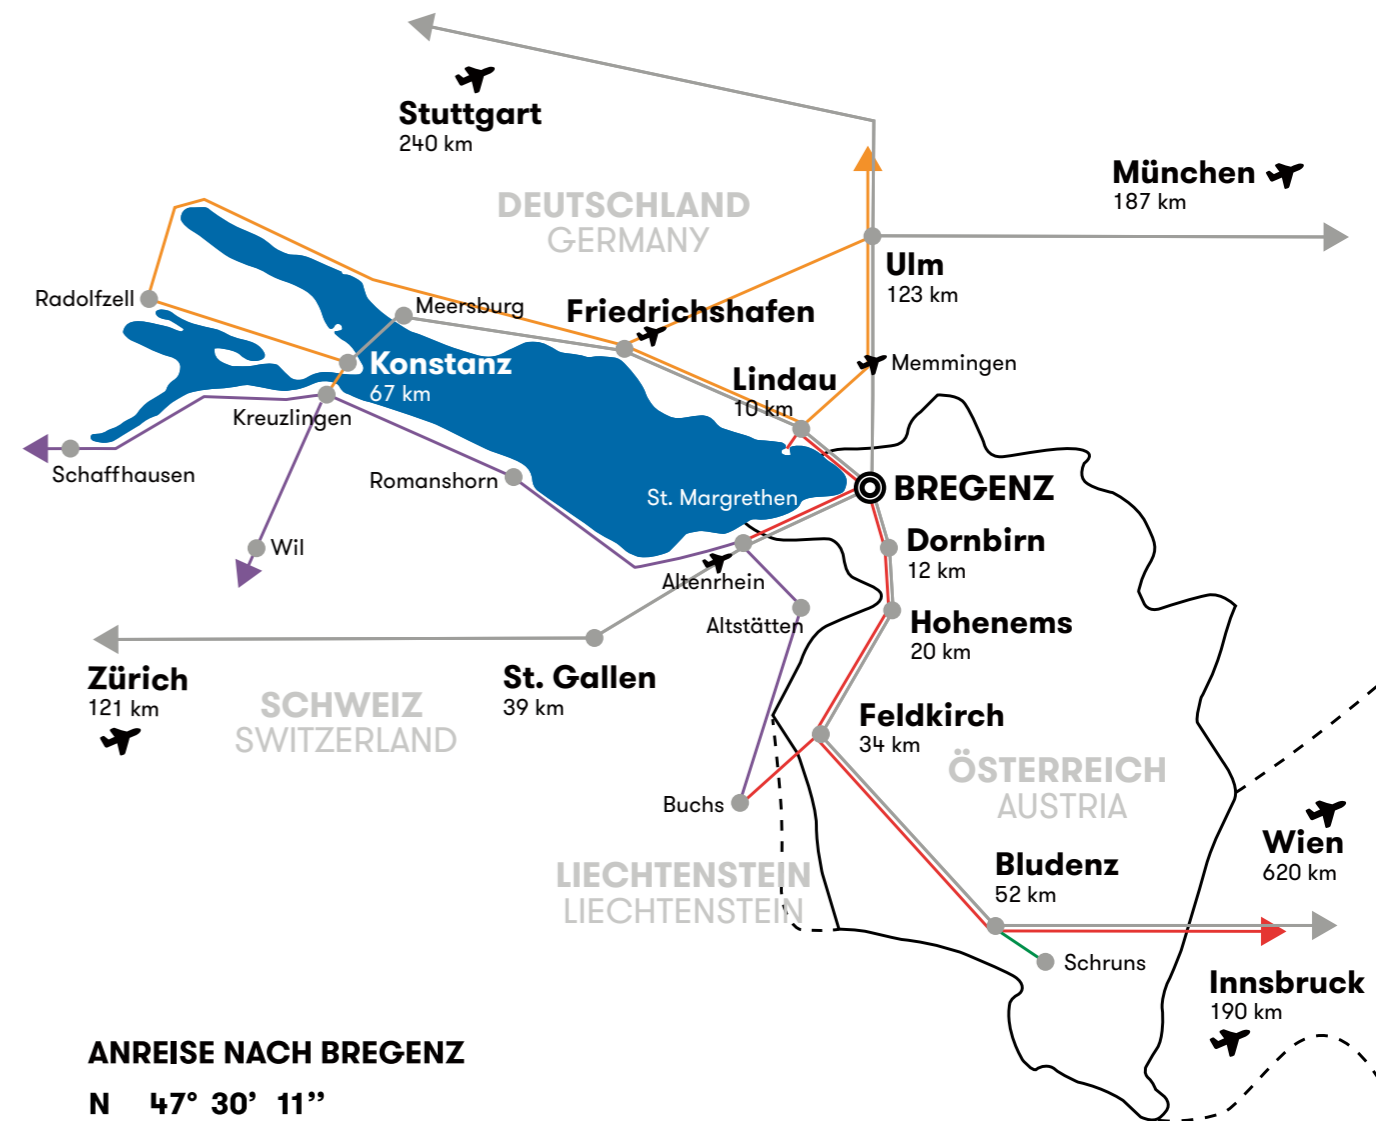 Stuttgart
240 km
München
187 km
DEUTSCHLAND
GERMANY
Ulm
123 km
Radolfzell
Meersburg
Friedrichshafen
Konstanz
67 km
Lindau
10 km
Memmingen
Kreuzlingen
Schaffhausen
Romanshorn
St. Margrethen
BREGENZ
Wil
Dornbirn
12 km
Altenrhein
Altstätten
Hohenems
20 km
Zürich
121 km
SCHWEIZ
SWITZERLAND
St. Gallen
39 km
Feldkirch
34 km
ÖSTERREICH
AUSTRIA
Buchs
Wien
620 km
LIECHTENSTEIN
LIECHTENSTEIN
Bludenz
52 km
Schruns
Innsbruck
190 km
ANREISE NACH BREGENZ
N 47° 30’ 11”